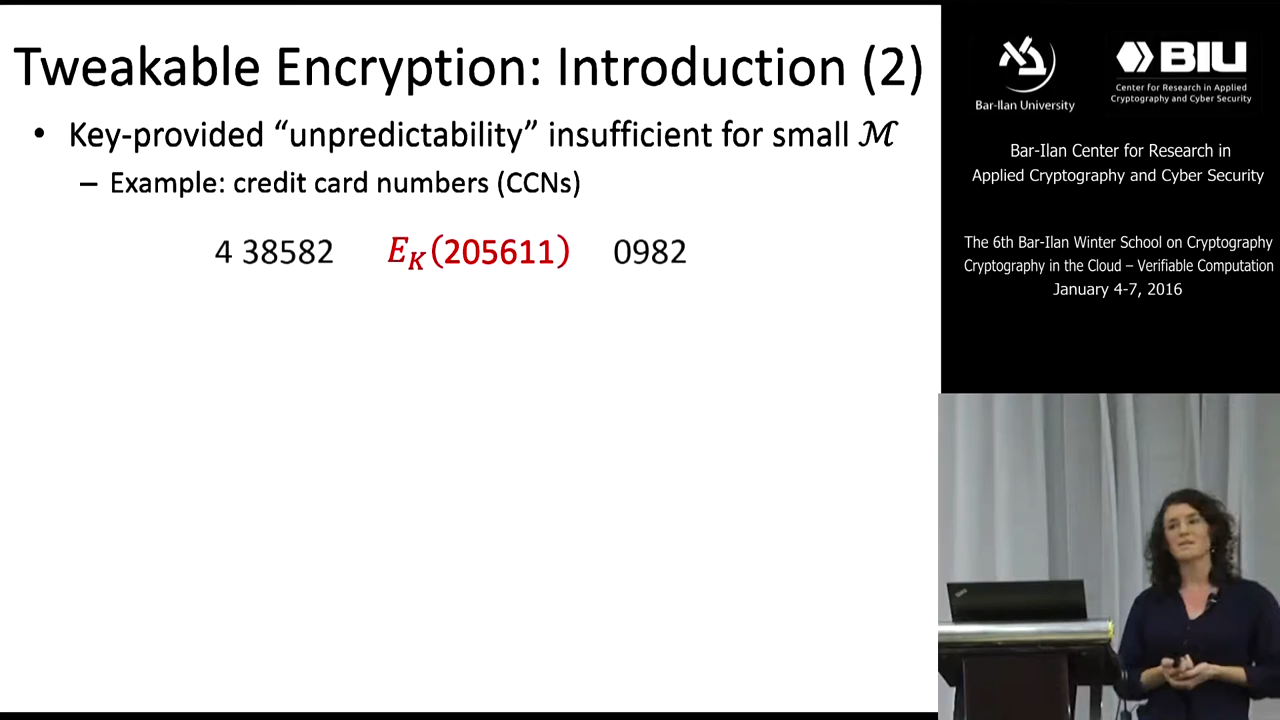 Tweakable Encryption: Introduction (2)
• Key-provided “unpredictability” insufficient for small ℳ
– Example: credit card numbers (CCNs)
4 38582 E_K(205611) 0982
Bar-Ilan University
BIU
Center for Research in Applied
Cryptography and Cyber Security
Bar-Ilan Center for Research in
Applied Cryptography and Cyber Security
The 6th Bar-Ilan Winter School on Cryptography
Cryptography in the Cloud – Verifiable Computation
January 4-7, 2016